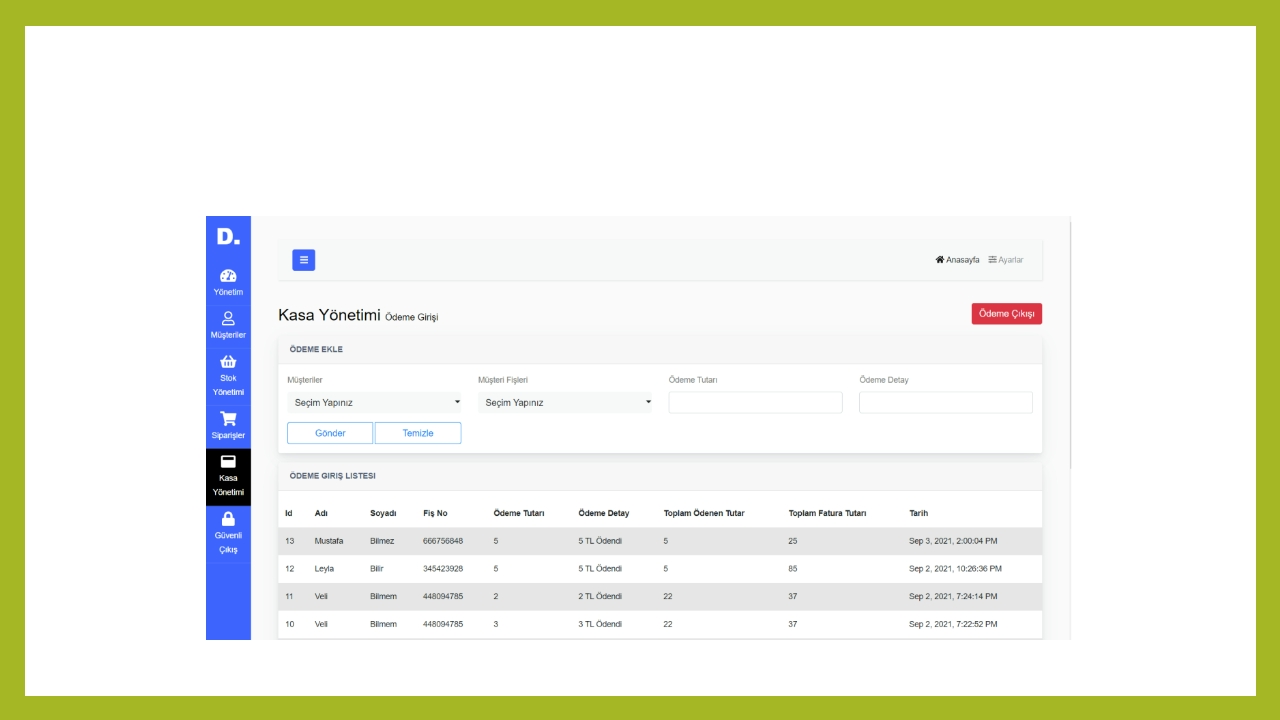 D.
Yönetim
Müşteriler
Stok
Yönetimi
Siparişler
Kasa
Yönetimi
Güvenli
Çıkış
Anasayfa Ayarlar
Kasa Yönetimi Ödeme Girişi
Ödeme Çıkışı
ÖDEME EKLE
Müşteriler Müşteri Fişleri Ödeme Tutarı Ödeme Detay
Seçim Yapınız Seçim Yapınız
Gönder Temizle
ÖDEME GIRIŞ LISTESI
Id Adı Soyadı Fiş No Ödeme Tutarı Ödeme Detay Toplam Ödenen Tutar Toplam Fatura Tutarı Tarih
13 Mustafa Bilmez 666756848 5 5 TL Ödendi 5 25 Sep 3, 2021, 2:00:04 PM
12 Leyla Bilir 345423928 5 5 TL Ödendi 5 85 Sep 2, 2021, 10:26:36 PM
11 Veli Bilmem 448094785 2 2 TL Ödendi 22 37 Sep 2, 2021, 7:24:14 PM
10 Veli Bilmem 448094785 3 3 TL Ödendi 22 37 Sep 2, 2021, 7:22:52 PM